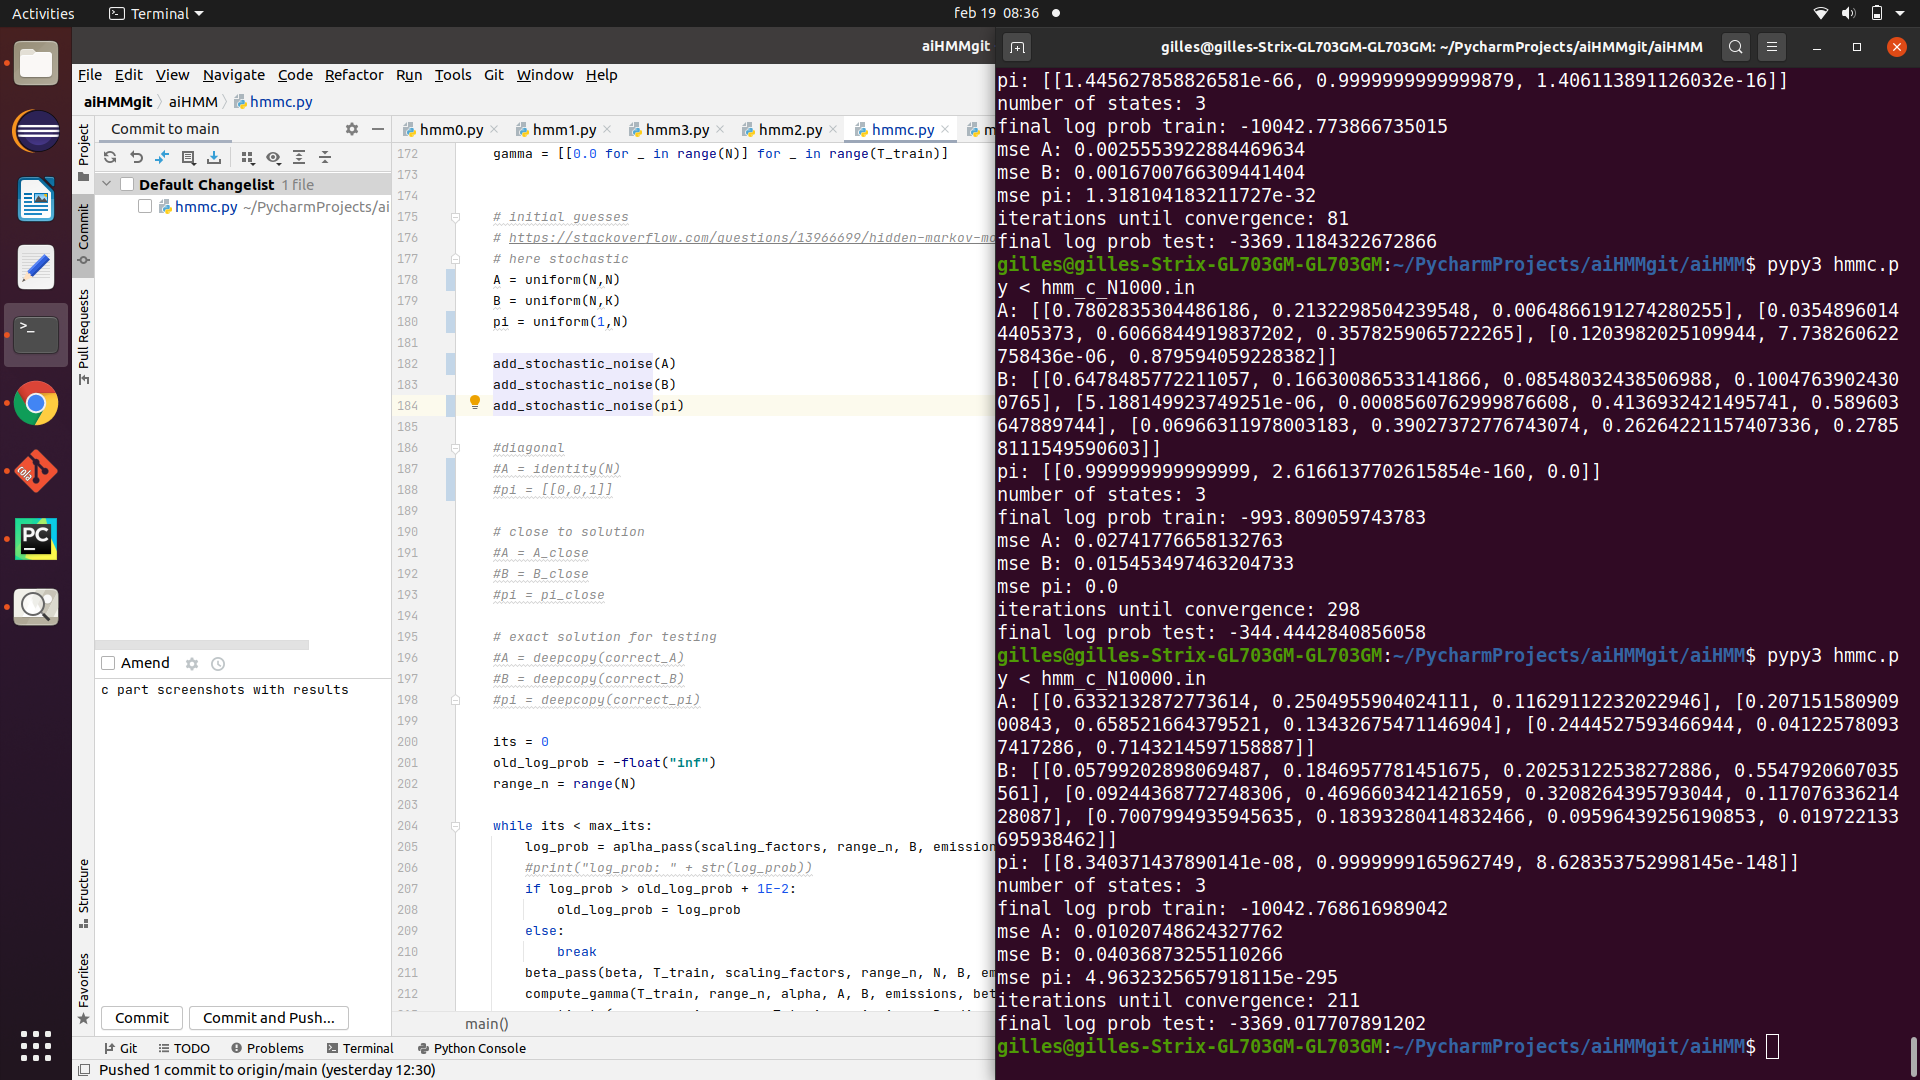 Activities
Terminal
feb 19 08:36
aiHMMgit
File Edit View Navigate Code Refactor Run Tools Git Window Help
aiHMMgit aiHMM hmmc.py
Project
Commit
Pull Requests
Structure
Favorites
Commit to main
Default Changelist 1 file
hmmc.py ~/PycharmProjects/ai
Amend
c part screenshots with results
Commit
Commit and Push...
hmm0.py hmm1.py hmm3.py hmm2.py hmmc.py m
172 gamma = [[0.0 for _ in range(N)] for _ in range(T_train)]
173
174
175 # initial guesses
176 # https://stackoverflow.com/questions/13966699/hidden-markov-mo
177 # here stochastic
178 A = uniform(N,N)
179 B = uniform(N,K)
180 pi = uniform(1,N)
181
182 add_stochastic_noise(A)
183 add_stochastic_noise(B)
184 add_stochastic_noise(pi)
185
186 #diagonal
187 #A = identity(N)
188 #pi = [[0,0,1]]
189
190 # close to solution
191 #A = A_close
192 #B = B_close
193 #pi = pi_close
194
195 # exact solution for testing
196 #A = deepcopy(correct_A)
197 #B = deepcopy(correct_B)
198 #pi = deepcopy(correct_pi)
199
200 its = 0
201 old_log_prob = -float("inf")
202 range_n = range(N)
203
204 while its < max_its:
205 log_prob = aplha_pass(scaling_factors, range_n, B, emission
206 #print("log_prob: " + str(log_prob))
207 if log_prob > old_log_prob + 1E-2:
208 old_log_prob = log_prob
209 else:
210 break
211 beta_pass(beta, T_train, scaling_factors, range_n, N, B, em
212 compute_gamma(T_train, range_n, alpha, A, B, emissions, bet
main()
Git TODO Problems Terminal Python Console
Pushed 1 commit to origin/main (yesterday 12:30)
gilles@gilles-Strix-GL703GM-GL703GM: ~/PycharmProjects/aiHMMgit/aiHMM
pi: [[1.445627858826581e-66, 0.9999999999999879, 1.406113891126032e-16]]
number of states: 3
final log prob train: -10042.773866735015
mse A: 0.0025553922884469634
mse B: 0.0016700766309441404
mse pi: 1.318104183211727e-32
iterations until convergence: 81
final log prob test: -3369.1184322672866
gilles@gilles-Strix-GL703GM-GL703GM:~/PycharmProjects/aiHMMgit/aiHMM$ pypy3 hmmc.p
y < hmm_c_N1000.in
A: [[0.7802835304486186, 0.2132298504239548, 0.0064866191274280255], [0.0354896014
4405373, 0.6066844919837202, 0.3578259065722265], [0.1203982025109944, 7.738260622
758436e-06, 0.879594059228382]]
B: [[0.6478485772211057, 0.16630086533141866, 0.08548032438506988, 0.1004763902430
0765], [5.188149923749251e-06, 0.0008560762999876608, 0.4136932421495741, 0.589603
647889744], [0.06966311978003183, 0.39027372776743074, 0.26264221157407336, 0.2785
8111549590603]]
pi: [[0.999999999999999, 2.6166137702615854e-160, 0.0]]
number of states: 3
final log prob train: -993.809059743783
mse A: 0.02741776658132763
mse B: 0.015453497463204733
mse pi: 0.0
iterations until convergence: 298
final log prob test: -344.4442840856058
gilles@gilles-Strix-GL703GM-GL703GM:~/PycharmProjects/aiHMMgit/aiHMM$ pypy3 hmmc.p
y < hmm_c_N10000.in
A: [[0.6332132872773614, 0.2504955904024111, 0.11629112232022946], [0.207151580909
00843, 0.658521664379521, 0.13432675471146904], [0.2444527593466944, 0.04122578093
7417286, 0.7143214597158887]]
B: [[0.05799202898069487, 0.1846957781451675, 0.20253122538272886, 0.5547920607035
561], [0.09244368772748306, 0.4696603421421659, 0.3208264395793044, 0.117076336214
28087], [0.7007994935945635, 0.18393280414832466, 0.09596439256190853, 0.019722133
695938462]]
pi: [[8.340371437890141e-08, 0.9999999165962749, 8.628353752998145e-148]]
number of states: 3
final log prob train: -10042.768616989042
mse A: 0.01020748624327762
mse B: 0.04036873255110266
mse pi: 4.9632325657918115e-295
iterations until convergence: 211
final log prob test: -3369.017707891202
gilles@gilles-Strix-GL703GM-GL703GM:~/PycharmProjects/aiHMMgit/aiHMM$